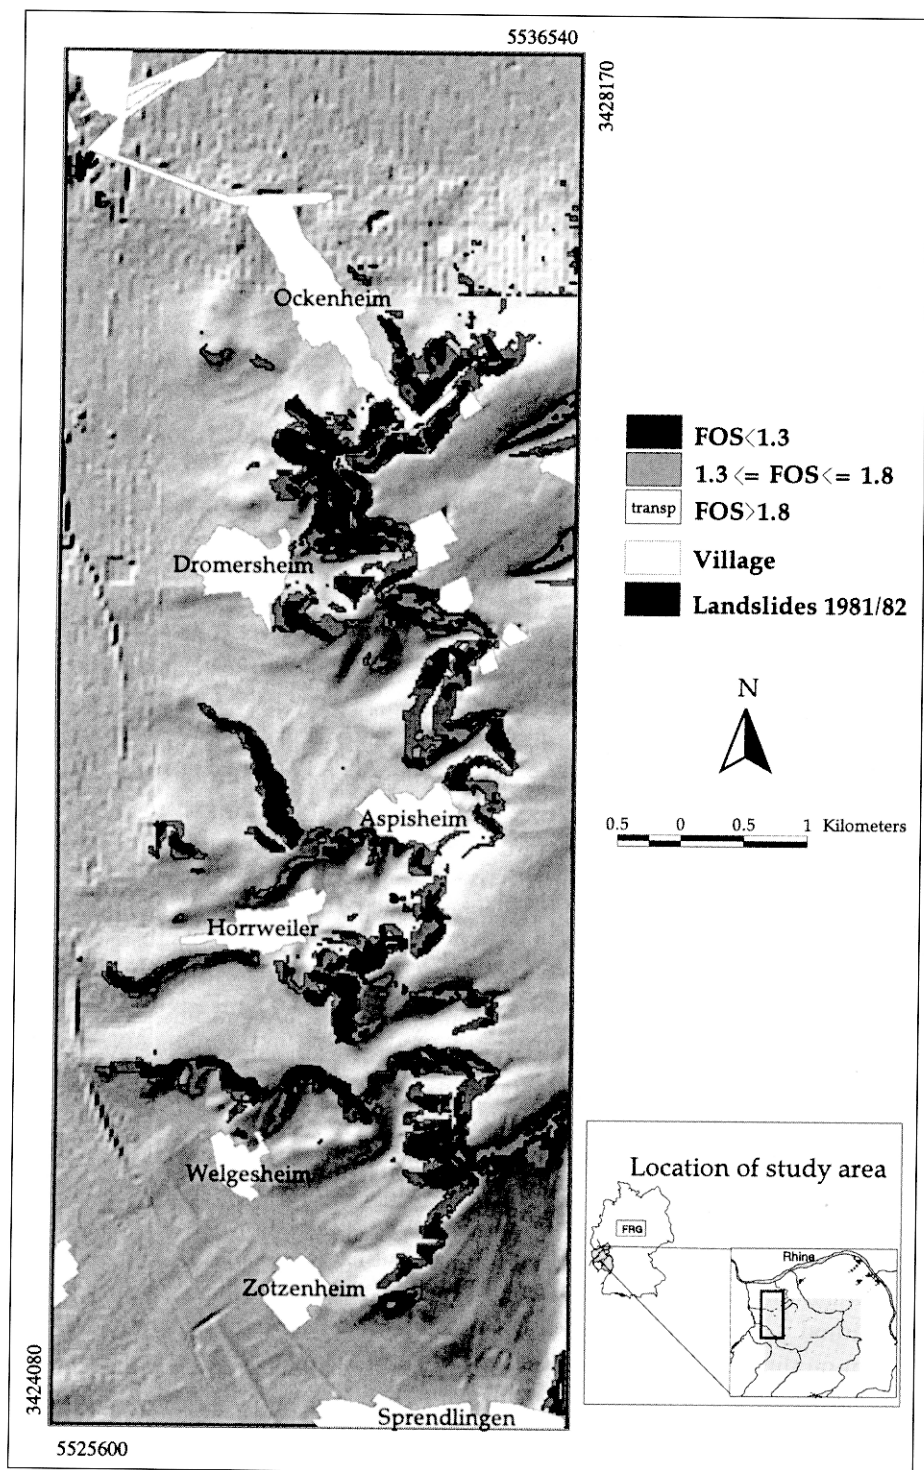 5536540
3428170
Ockenheim
Dromersheim
Aspisheim
Horrweiler
Welgesheim
Zotzenheim
Sprendlingen
3424080
5525600
FOS<1.3
1.3 <= FOS<= 1.8
transp FOS>1.8
Village
Landslides 1981/82
N
0.5 0 0.5 1 Kilometers
Location of study area
FRG
Rhine